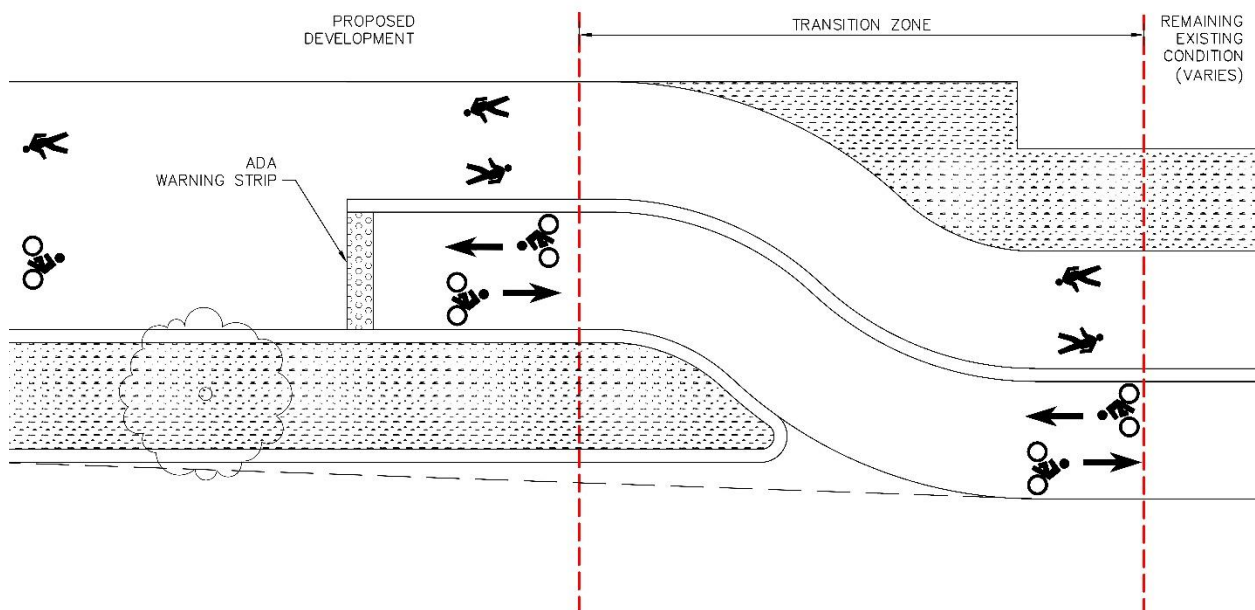 PROPOSED
DEVELOPMENT
TRANSITION ZONE
REMAINING
EXISTING
CONDITION
(VARIES)
ADA
WARNING STRIP